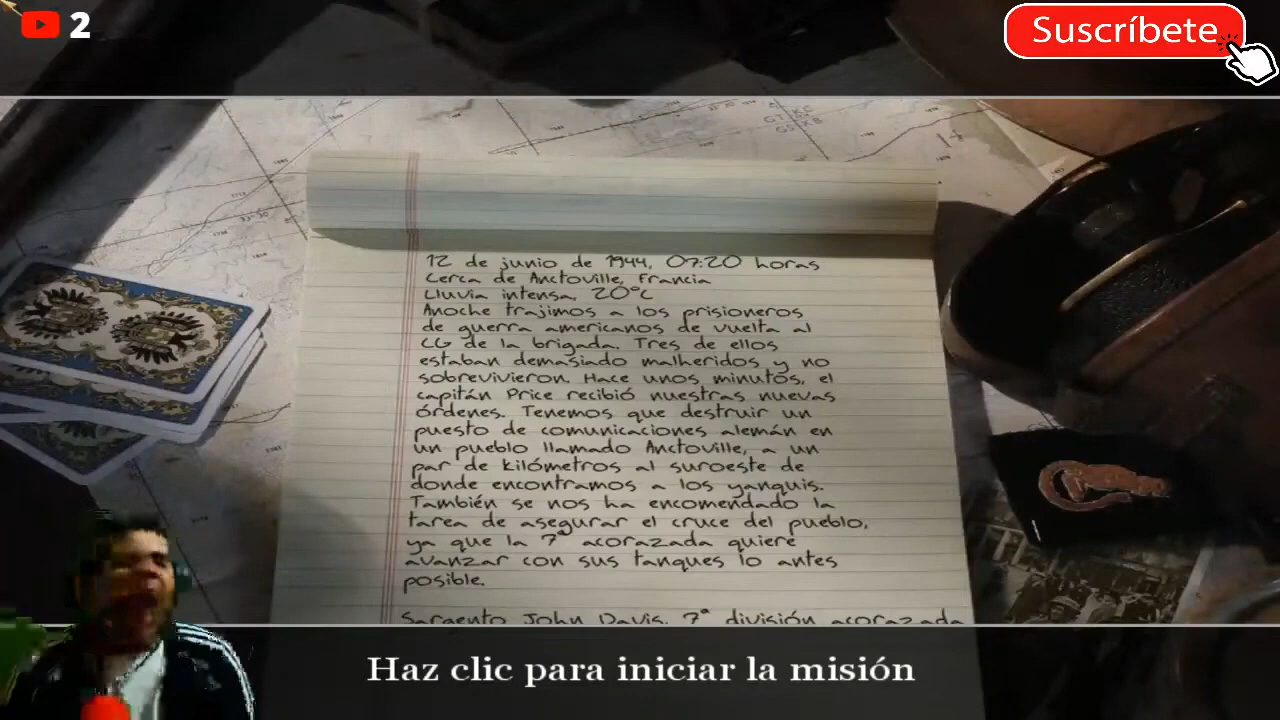 2
Suscríbete
12 de junio de 1944, 07:20 horas
Cerca de Anctoville, Francia
Lluvia intensa, 20°C
Anoche trajimos a los prisioneros
de guerra americanos de vuelta al
CG de la brigada. Tres de ellos
estaban demasiado malheridos y no
sobrevivieron. Hace unos minutos, el
capitán Price recibió nuestras nuevas
órdenes. Tenemos que destruir un
puesto de comunicaciones alemán en
un pueblo llamado Anctoville, a un
par de kilómetros al suroeste de
donde encontramos a los yanquis.
También se nos ha encomendado la
tarea de asegurar el cruce del pueblo,
ya que la 7ª acorazada quiere
avanzar con sus tanques lo antes
posible.
Sargento John Davis. 7ª división acorazada
Haz clic para iniciar la misión